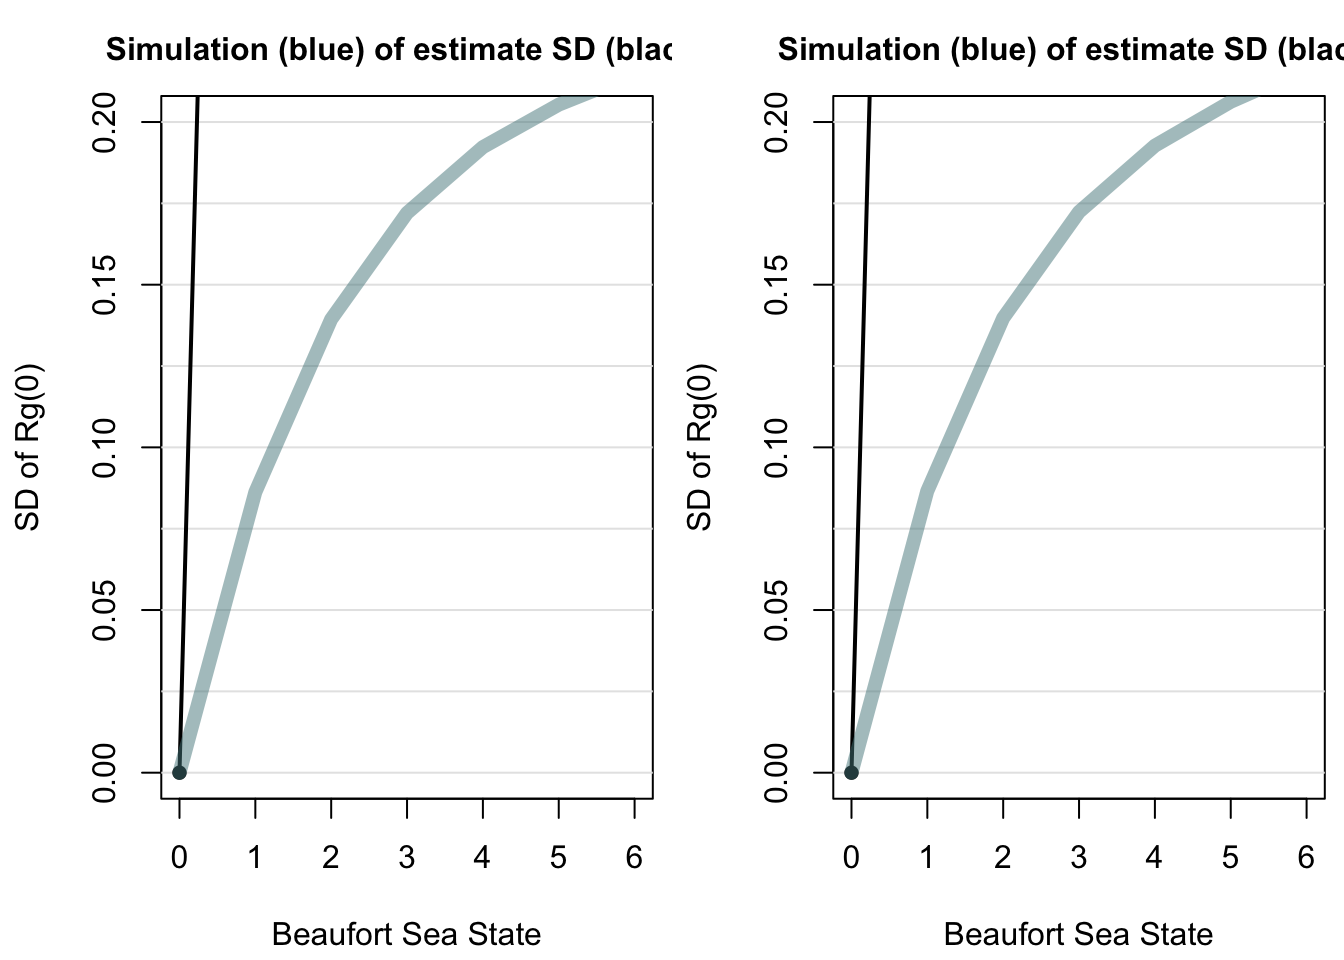 Simulation (blue) of estimate SD (blac
SD of Rg(0)
0.20
0.15
0.10
0.05
0.00
0 1 2 3 4 5 6
Beaufort Sea State
Simulation (blue) of estimate SD (blac
SD of Rg(0)
0.20
0.15
0.10
0.05
0.00
0 1 2 3 4 5 6
Beaufort Sea State